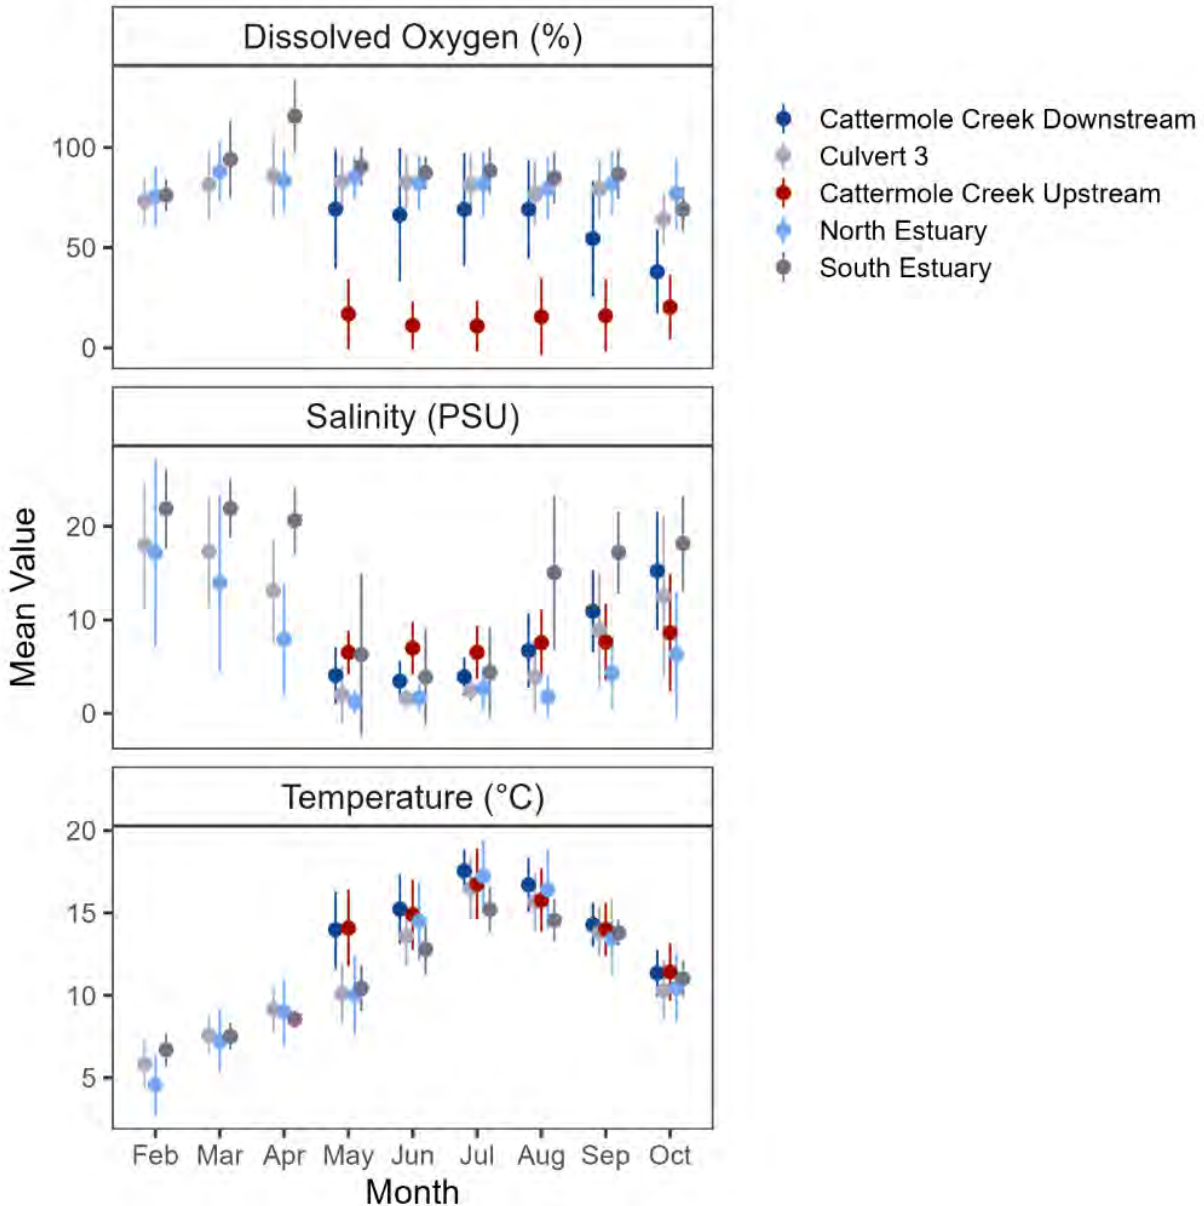 Dissolved Oxygen (%)
100
50
0
Cattermole Creek Downstream
Culvert 3
Cattermole Creek Upstream
North Estuary
South Estuary
Salinity (PSU)
20
10
0
Mean Value
Temperature (°C)
20
15
10
5
Feb Mar Apr May Jun Jul Aug Sep Oct
Month